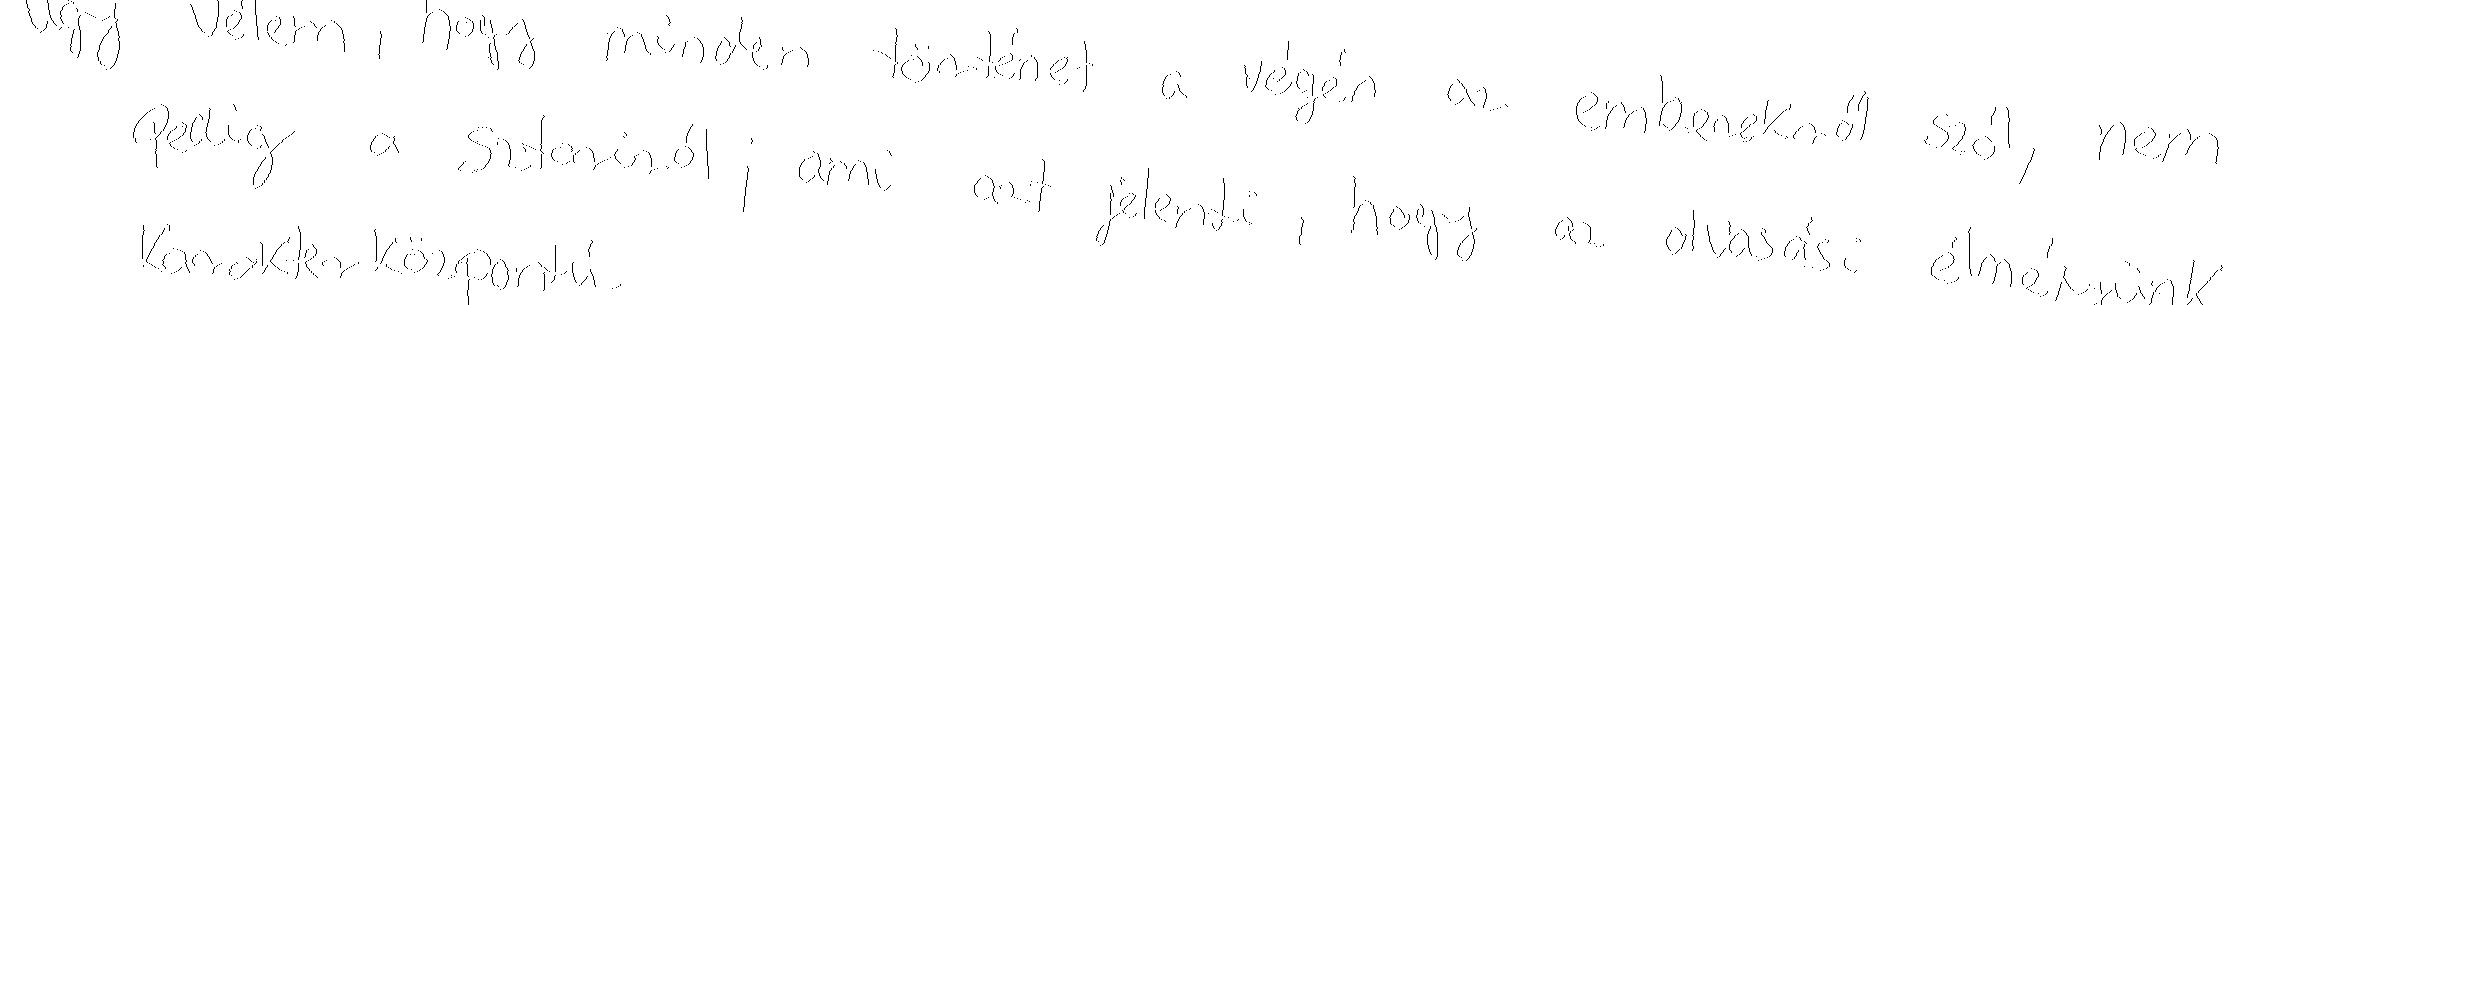 Úgy vélem, hogy minden történet a végén az emberekről szól, nem
pedig a sztoriról, ami azt jelenti, hogy az olvasási élményünk
karakterközpontú.